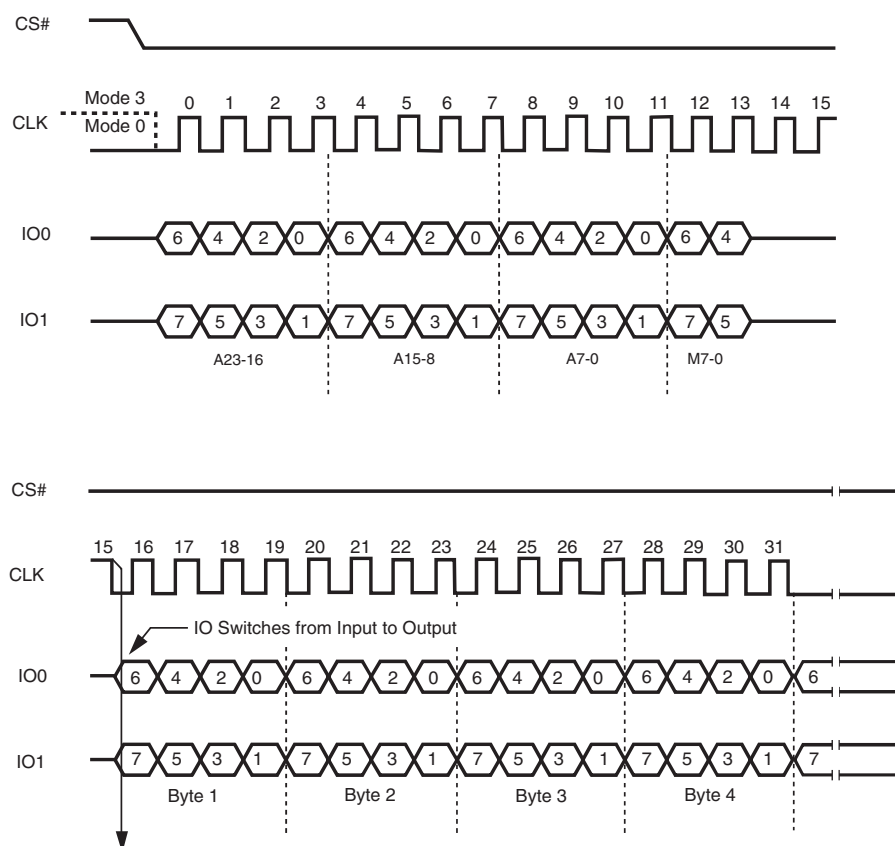 CS#
Mode 3
0 1 2 3 4 5 6 7 8 9 10 11 12 13 14 15
CLK
Mode 0
IO0
6 4 2 0 6 4 2 0 6 4 2 0 6 4
IO1
7 5 3 1 7 5 3 1 7 5 3 1 7 5
A23-16 A15-8 A7-0 M7-0
CS#
15 16 17 18 19 20 21 22 23 24 25 26 27 28 29 30 31
CLK
IO Switches from Input to Output
IO0
6 4 2 0 6 4 2 0 6 4 2 0 6 4 2 0 6
IO1
7 5 3 1 7 5 3 1 7 5 3 1 7 5 3 1 7
Byte 1 Byte 2 Byte 3 Byte 4